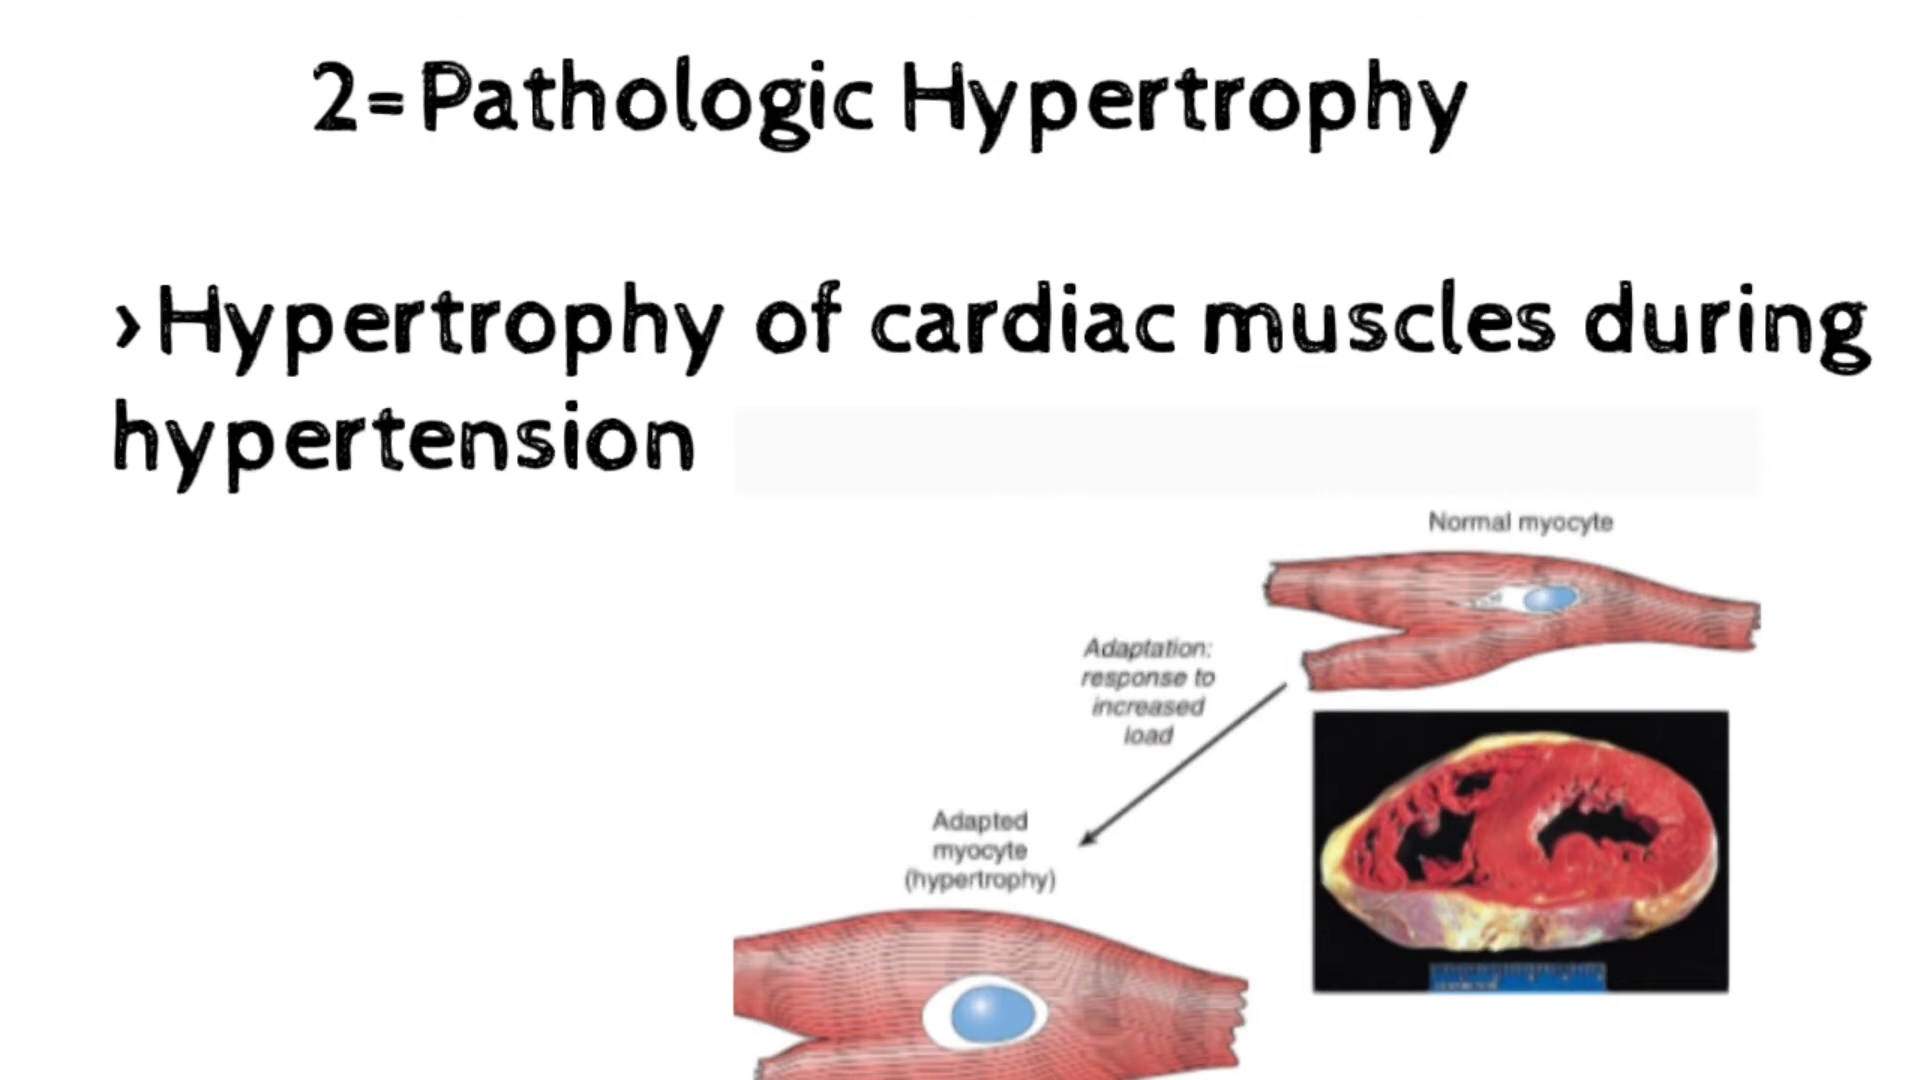 2=Pathologic Hypertrophy
›Hypertrophy of cardiac muscles during
hypertension
Normal myocyte
Adaptation:
response to
increased
load
Adapted
myocyte
(hypertrophy)